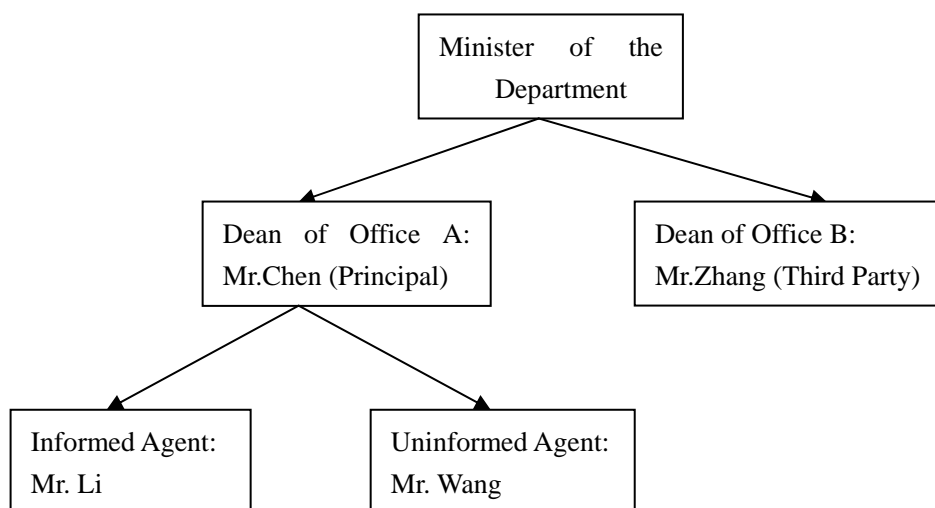 Minister of the
Department
Dean of Office A:
Mr.Chen (Principal)
Dean of Office B:
Mr.Zhang (Third Party)
Informed Agent:
Mr. Li
Uninformed Agent:
Mr. Wang